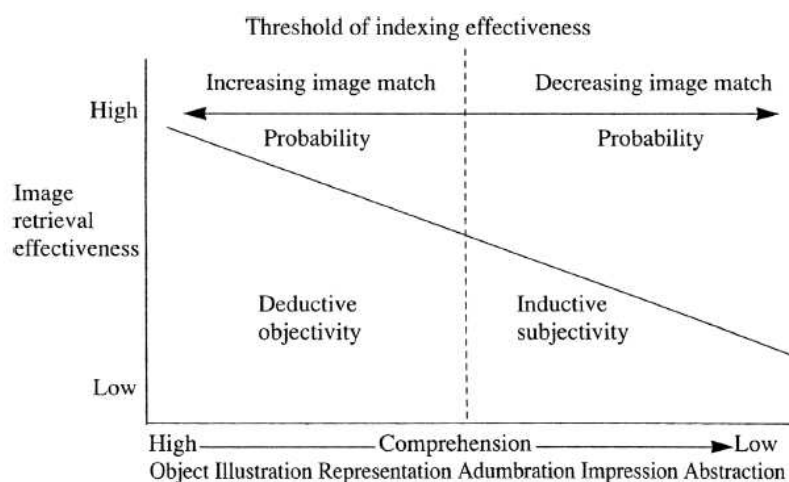 Threshold of indexing effectiveness
Increasing image match
Decreasing image match
High
Probability
Probability
Image
retrieval
effectiveness
Deductive
objectivity
Inductive
subjectivity
Low
High Comprehension Low
Object Illustration Representation Adumbration Impression Abstraction